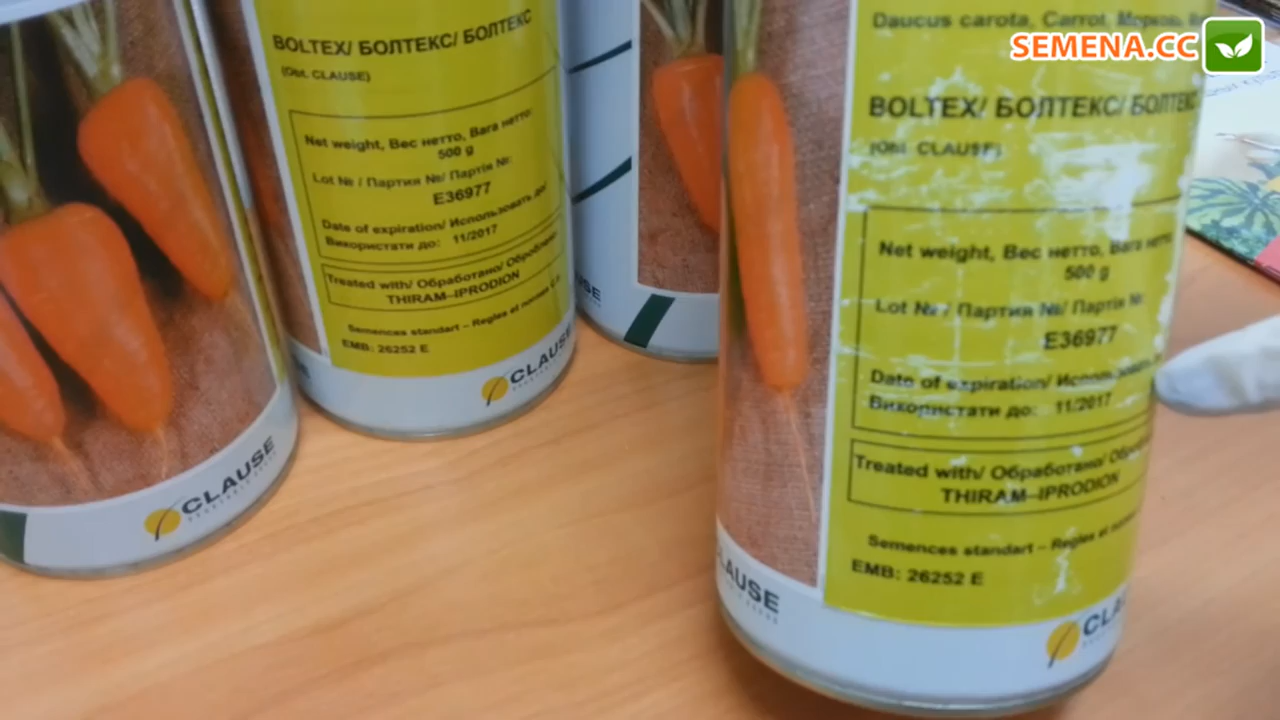 SEMENA.CC
BOLTEX/ БОЛТЕКС/ БОЛТЕКС
(Obt. CLAUSE)
Net weight, Вес нетто, Вага нетто:
500 g
Lot № / Партия №/ Партія №:
E36977
Date of expiration/ Использовать до/
Використати до: 11/2017
Treated with/ Обработано/
THIRAM–IPRODION
Semences standart – Regles et normes
EMB: 26252 E
CLAUSE
CLAUSE
Daucus carota, Carrot, Морковь
BOLTEX/ БОЛТЕКС/ БОЛТЕКС
(Obt. CLAUSE)
Net weight, Вес нетто, Вага нетто
500 g
Lot №/ Партия №/ Партія №:
E36977
Date of expiration/
Використати до: 11/2017
Treated with/ Обработано/
THIRAM–IPRODION
Semences standart – Regles et
EMB: 26252 E